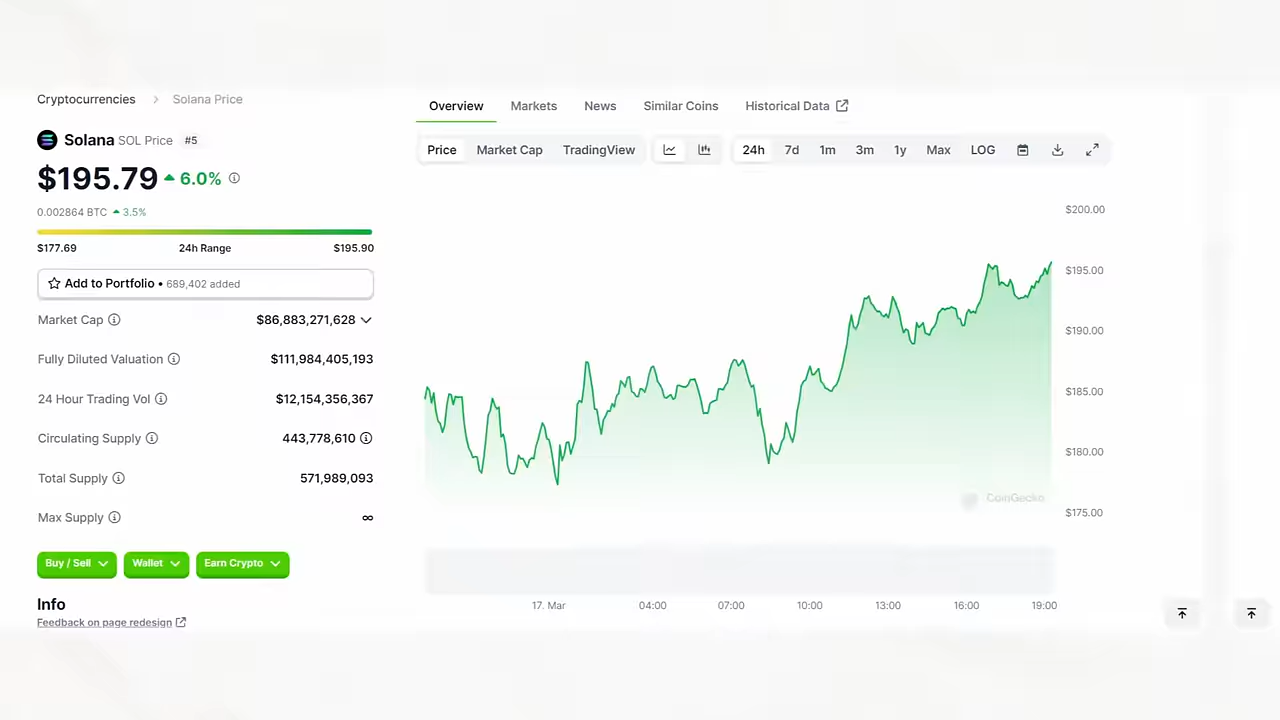 Cryptocurrencies > Solana Price
Solana SOL Price #5
$195.79 6.0%
0.002864 BTC 3.5%
$177.69 24h Range $195.90
Add to Portfolio • 689,402 added
Market Cap $86,883,271,628
Fully Diluted Valuation $111,984,405,193
24 Hour Trading Vol $12,154,356,367
Circulating Supply 443,778,610
Total Supply 571,989,093
Max Supply ∞
Buy / Sell Wallet Earn Crypto
Info
Feedback on page redesign
Overview Markets News Similar Coins Historical Data
Price Market Cap TradingView 24h 7d 1m 3m 1y Max LOG
$200.00
$195.00
$190.00
$185.00
$180.00
CoinGecko
$175.00
17. Mar 04:00 07:00 10:00 13:00 16:00 19:00